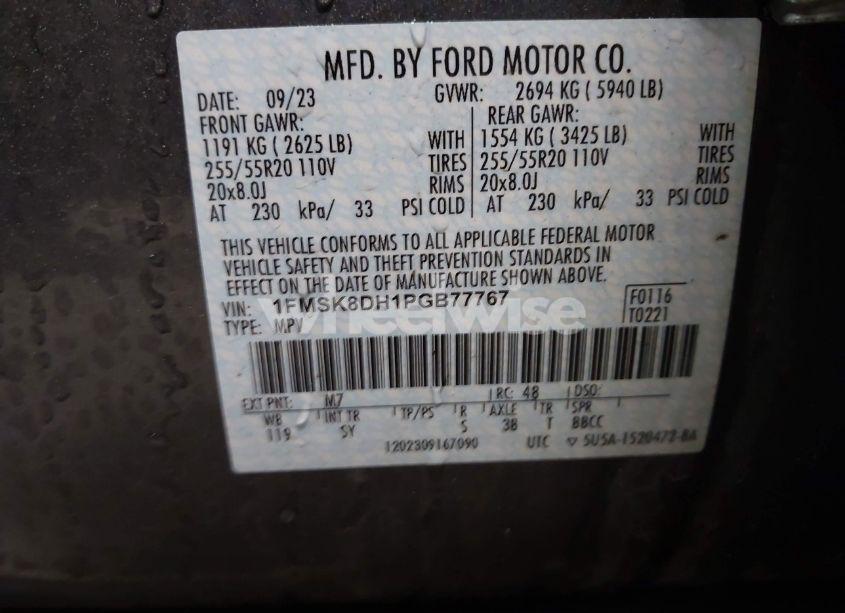 MFD. BY FORD MOTOR CO.
DATE: 09/23 GVWR: 2694 KG ( 5940 LB)
FRONT GAWR: REAR GAWR:
1191 KG ( 2625 LB) WITH 1554 KG ( 3425 LB) WITH
255/55R20 110V TIRES 255/55R20 110V TIRES
20x8.0J RIMS 20x8.0J RIMS
AT 230 kPa/ 33 PSI COLD AT 230 kPa/ 33 PSI COLD
THIS VEHICLE CONFORMS TO ALL APPLICABLE FEDERAL MOTOR
VEHICLE SAFETY AND THEFT PREVENTION STANDARDS IN
EFFECT ON THE DATE OF MANUFACTURE SHOWN ABOVE.
VIN: 1FMSK8DH1PGB77767 F0116
TYPE: MPV T0221
wheelwise
EXT PNT: M7 RC: 48 DSO:
WB INT TR TP/PS R AXLE TR SPR
119 SY S 38 T BBCC
1202309167090 UTC ▽ 5U5A-1520472-BA